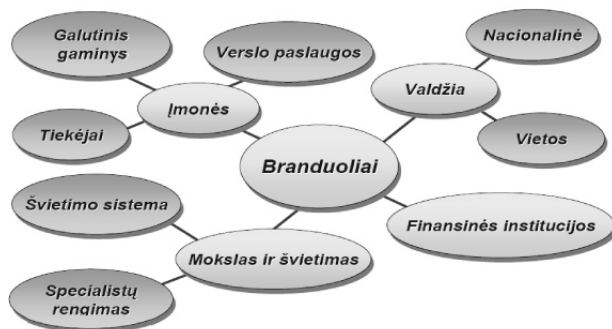 Galutinis
gaminys
Verslo paslaugos
Nacionalinė
Įmonės
Valdžia
Tiekėjai
Vietos
Branduoliai
Švietimo sistema
Finansinės institucijos
Mokslas ir švietimas
Specialistų
rengimas